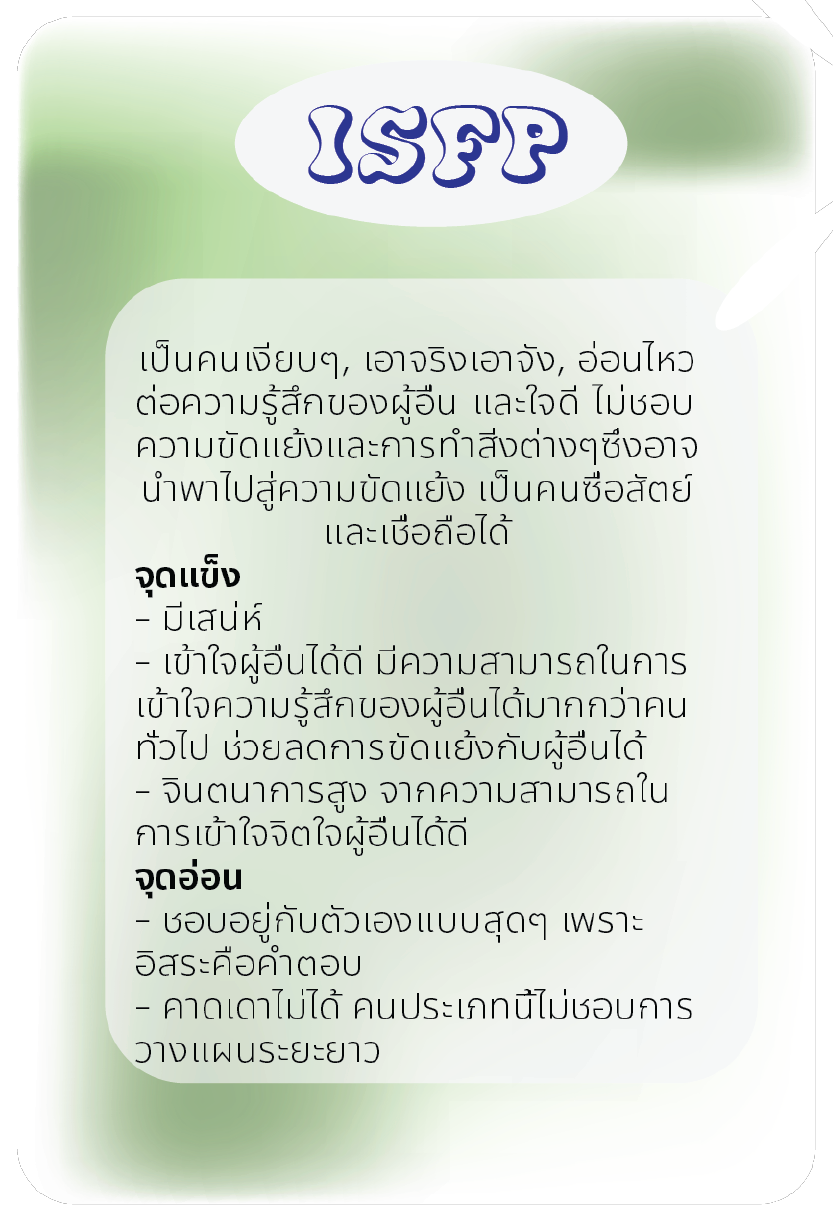 ISFP
เป็นคนเงียบๆ, เอาจริงเอาจัง, อ่อนไหว
ต่อความรู้สึกของผู้อื่น และใจดี ไม่ชอบ
ความขัดแย้งและการทำสิ่งต่างๆซึ่งอาจ
นำพาไปสู่ความขัดแย้ง เป็นคนซื่อสัตย์
และเชื่อถือได้
จุดแข็ง
- มีเสน่ห์
- เข้าใจผู้อื่นได้ดี มีความสามารถในการ
เข้าใจความรู้สึกของผู้อื่นได้มากกว่าคน
ทั่วไป ช่วยลดการขัดแย้งกับผู้อื่นได้
- จินตนาการสูง จากความสามารถใน
การเข้าใจจิตใจผู้อื่นได้ดี
จุดอ่อน
- ชอบอยู่กับตัวเองแบบสุดๆ เพราะ
อิสระคือคำตอบ
- คาดเดาไม่ได้ คนประเภทนี้ไม่ชอบการ
วางแผนระยะยาว